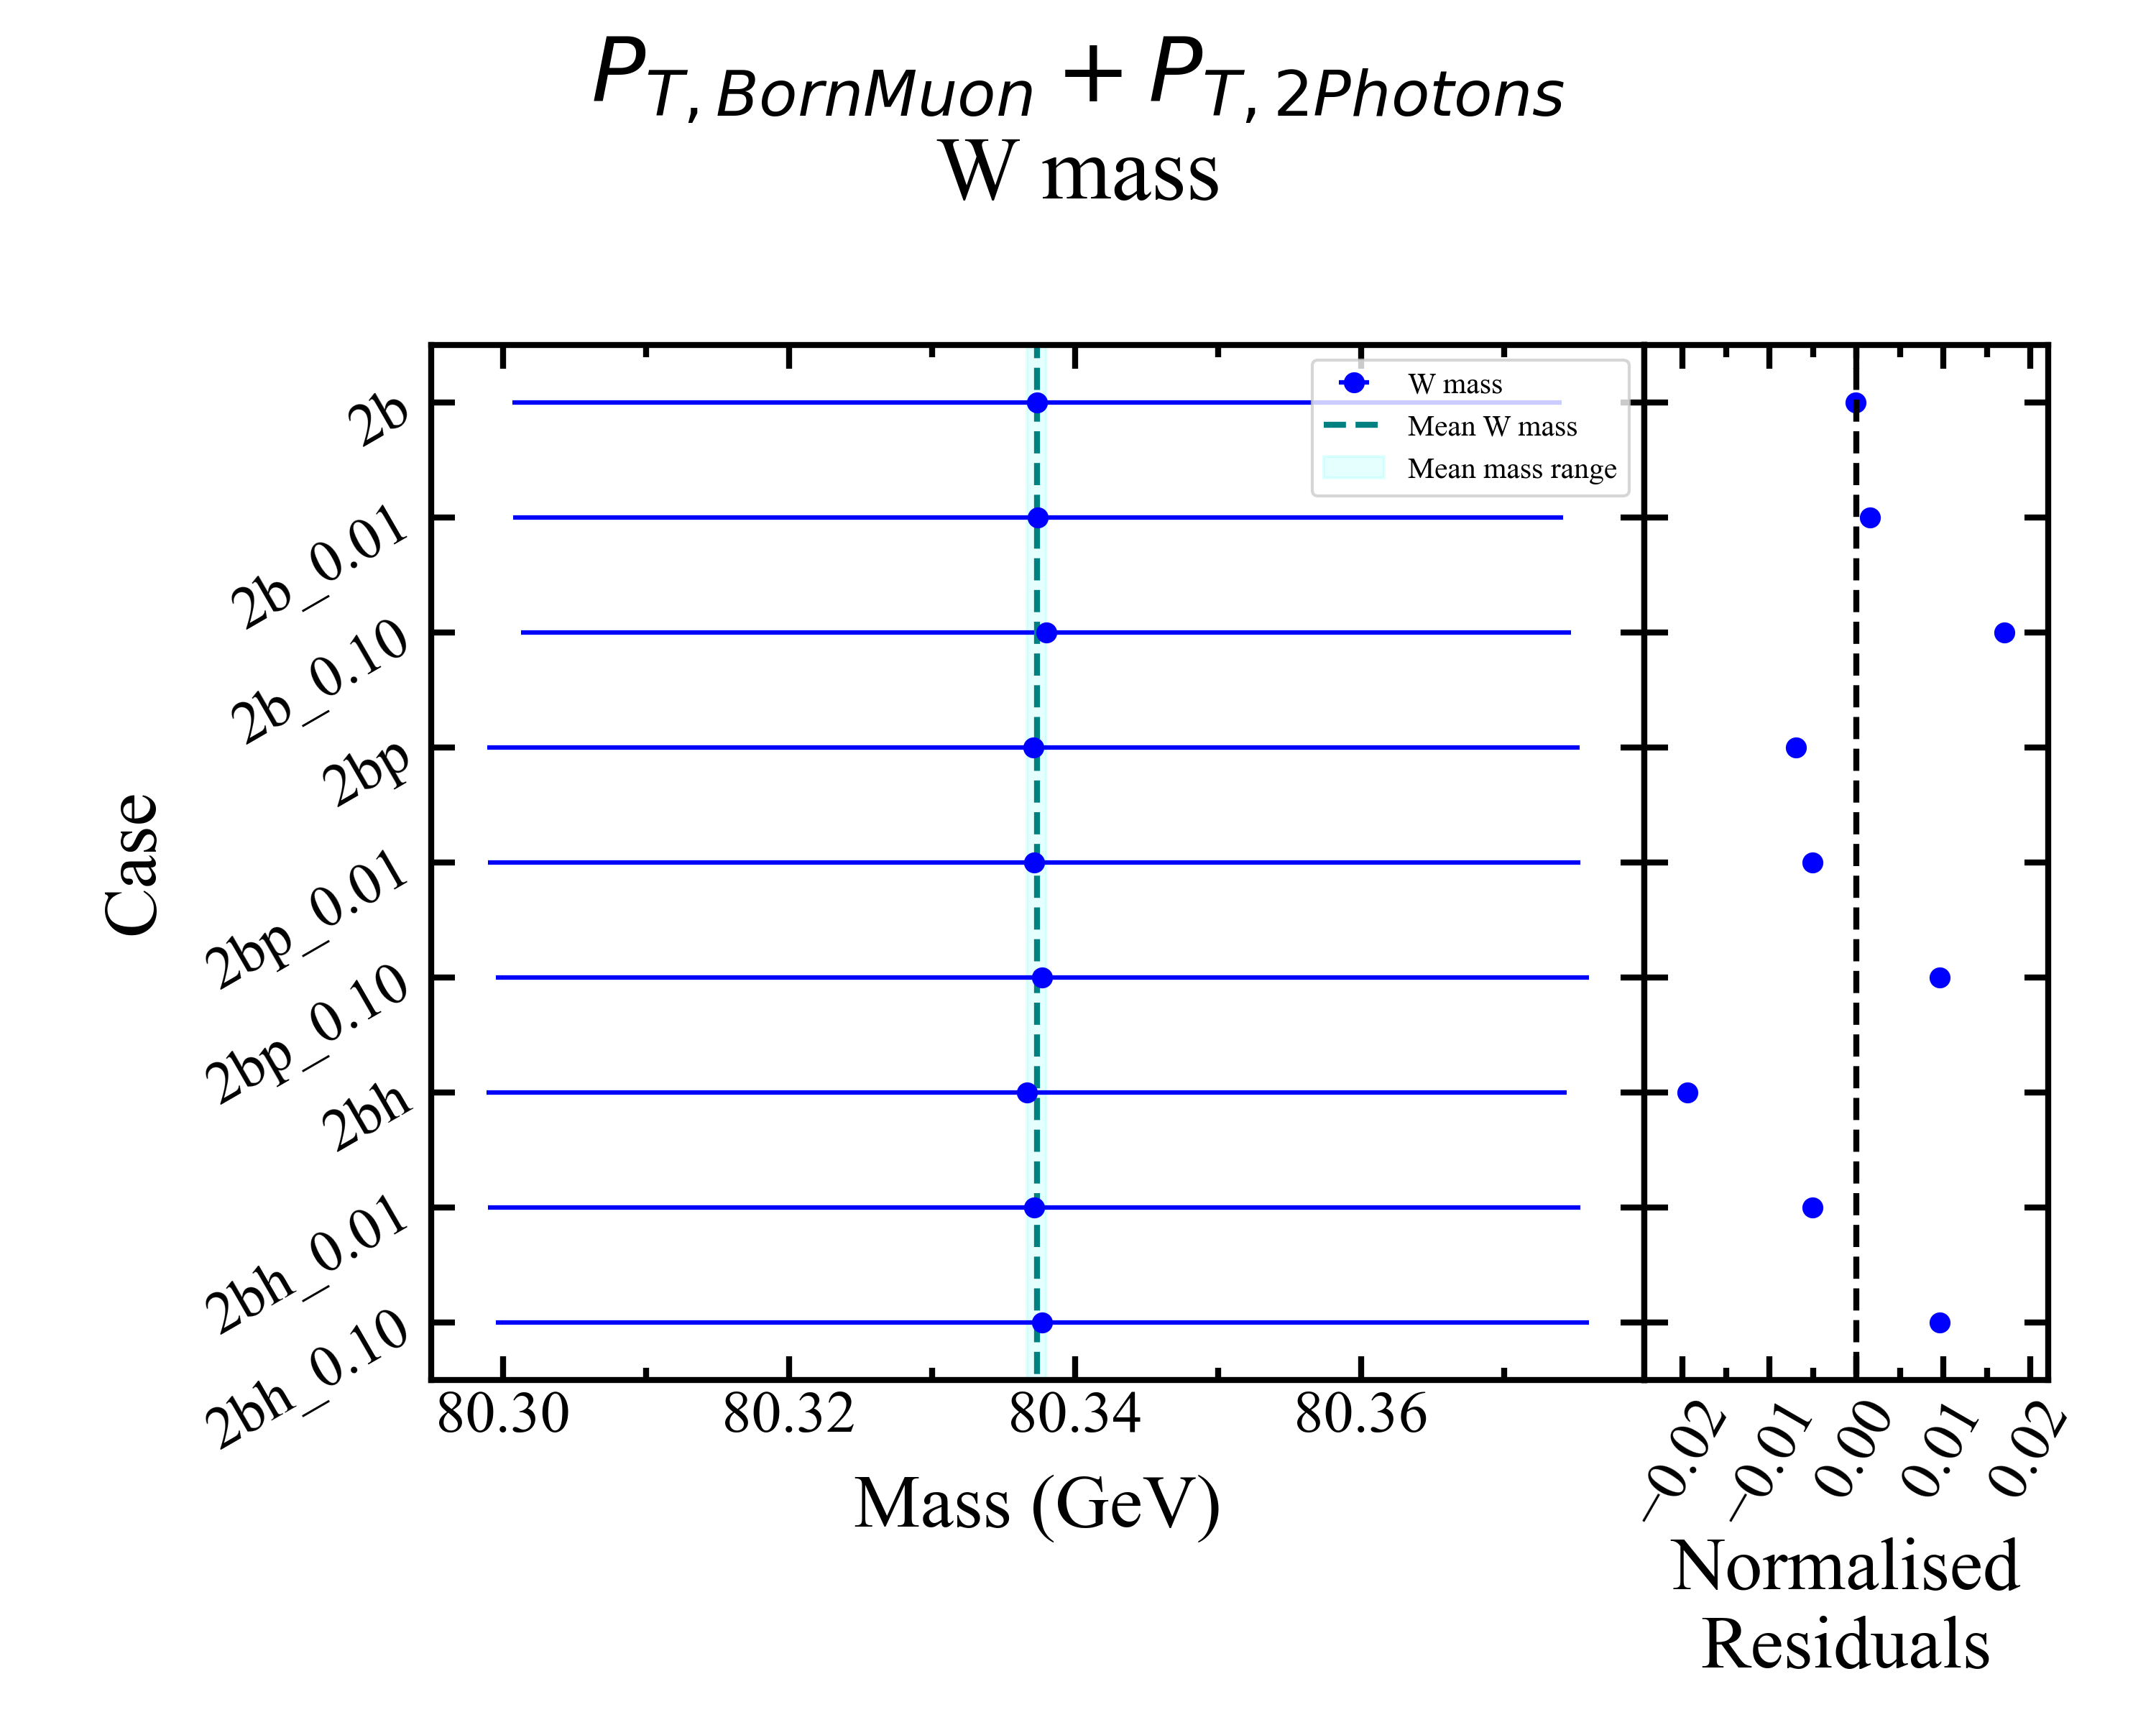 P_{T, BornMuon} + P_{T, 2Photons}
W mass
W mass
Mean W mass
Mean mass range
Case
2b
2b_0.01
2b_0.10
2bp
2bp_0.01
2bp_0.10
2bh
2bh_0.01
2bh_0.10
80.30 80.32 80.34 80.36
Mass (GeV)
−0.02 −0.01 0.00 0.01 0.02
Normalised
Residuals